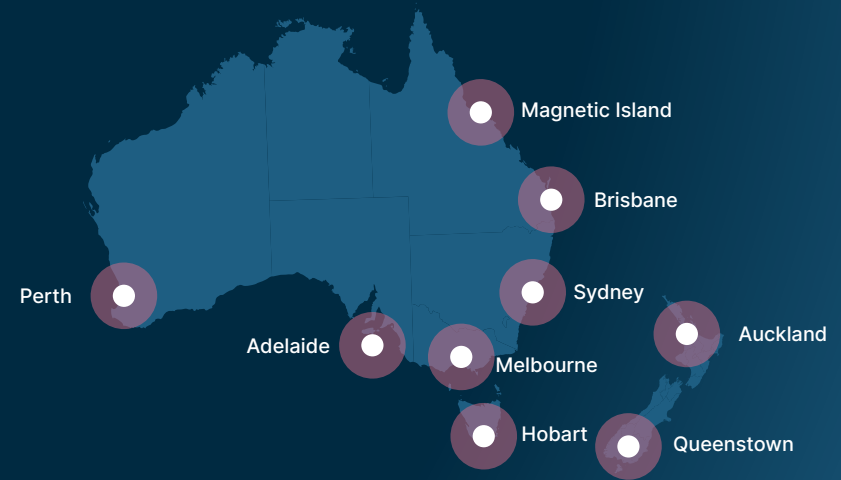 Magnetic Island
Brisbane
Perth
Sydney
Auckland
Adelaide
Melbourne
Hobart
Queenstown